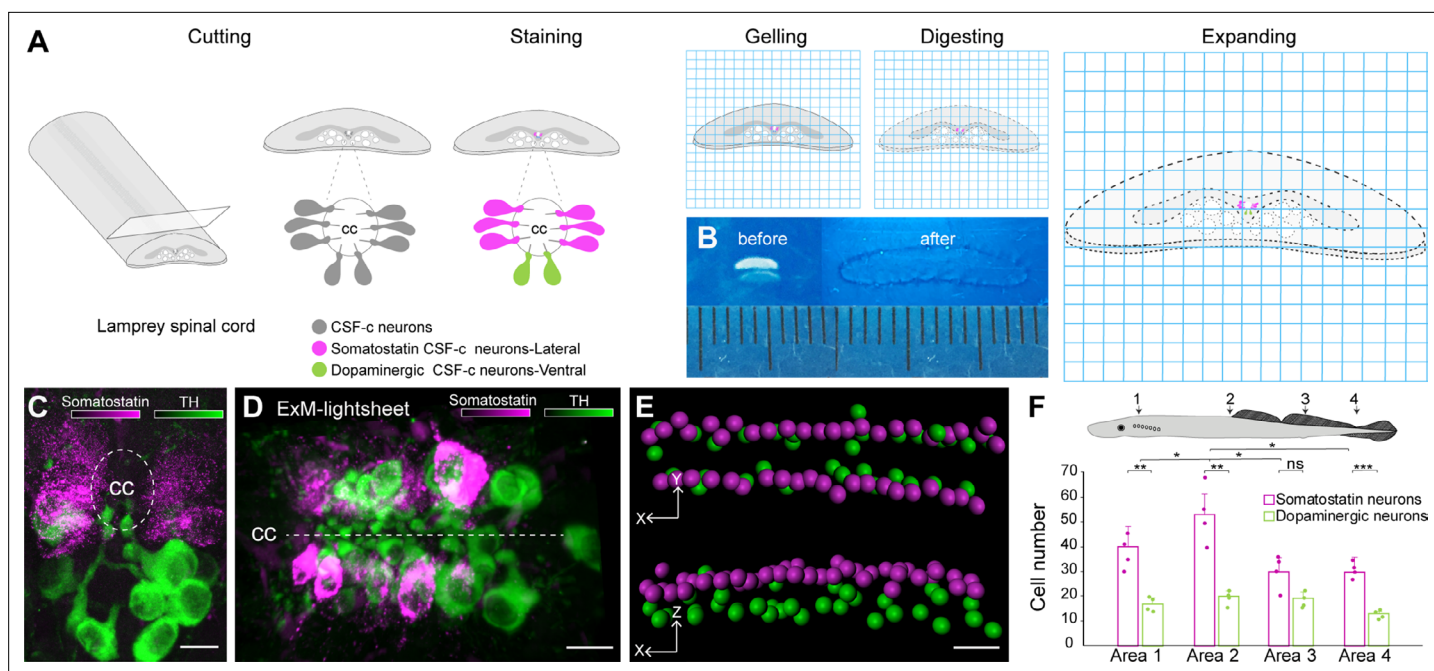 A
Cutting
Staining
Gelling
Digesting
Expanding
CC
CC
Lamprey spinal cord
CSF-c neurons
Somatostatin CSF-c neurons-Lateral
Dopaminergic CSF-c neurons-Ventral
B
before
after
C
Somatostatin
TH
CC
D
ExM-lightsheet
Somatostatin
TH
CC
E
Y
X
Z
X
F
1
2
3
4
*
* *
** ** ns ***
Somatostatin neurons
Dopaminergic neurons
Cell number
70
60
50
40
30
20
10
0
Area 1 Area 2 Area 3 Area 4